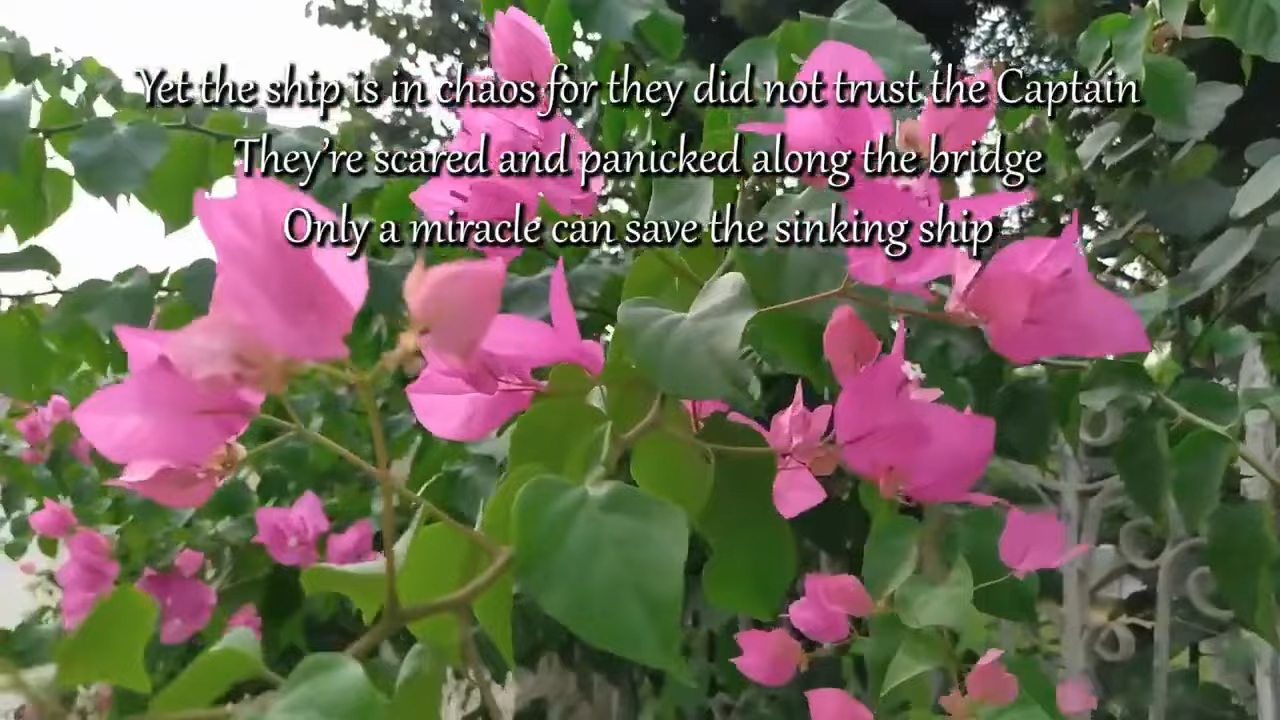 Yet the ship is in chaos for they did not trust the Captain
They're scared and panicked along the bridge
Only a miracle can save the sinking ship